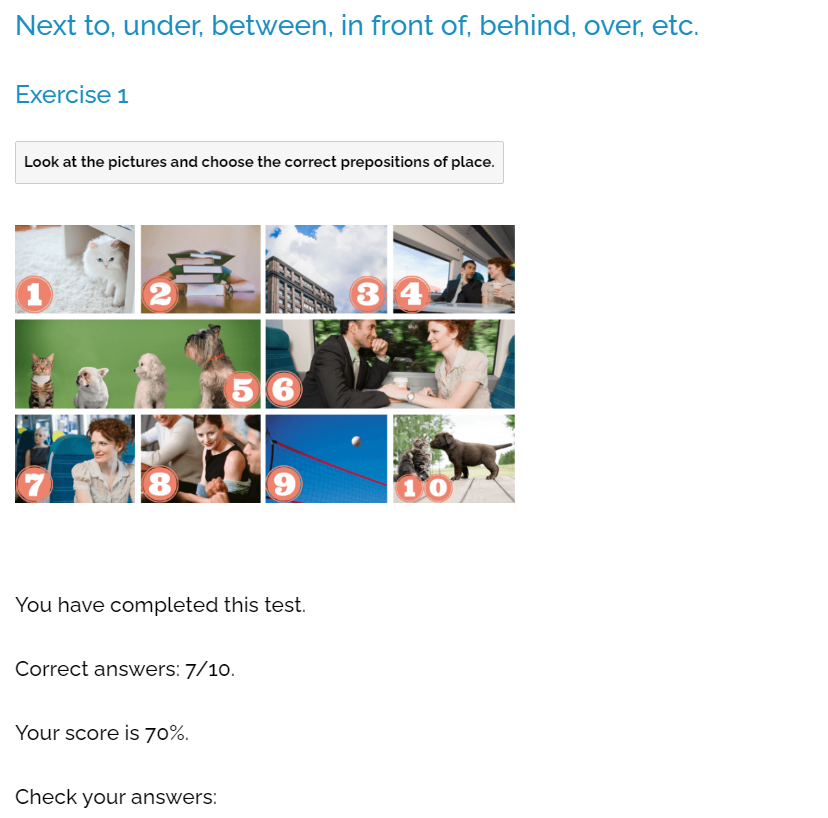 Next to, under, between, in front of, behind, over, etc.
Exercise 1
Look at the pictures and choose the correct prepositions of place.
1 2 3 4
5 6
7 8 9 10
You have completed this test.
Correct answers: 7/10.
Your score is 70%.
Check your answers: